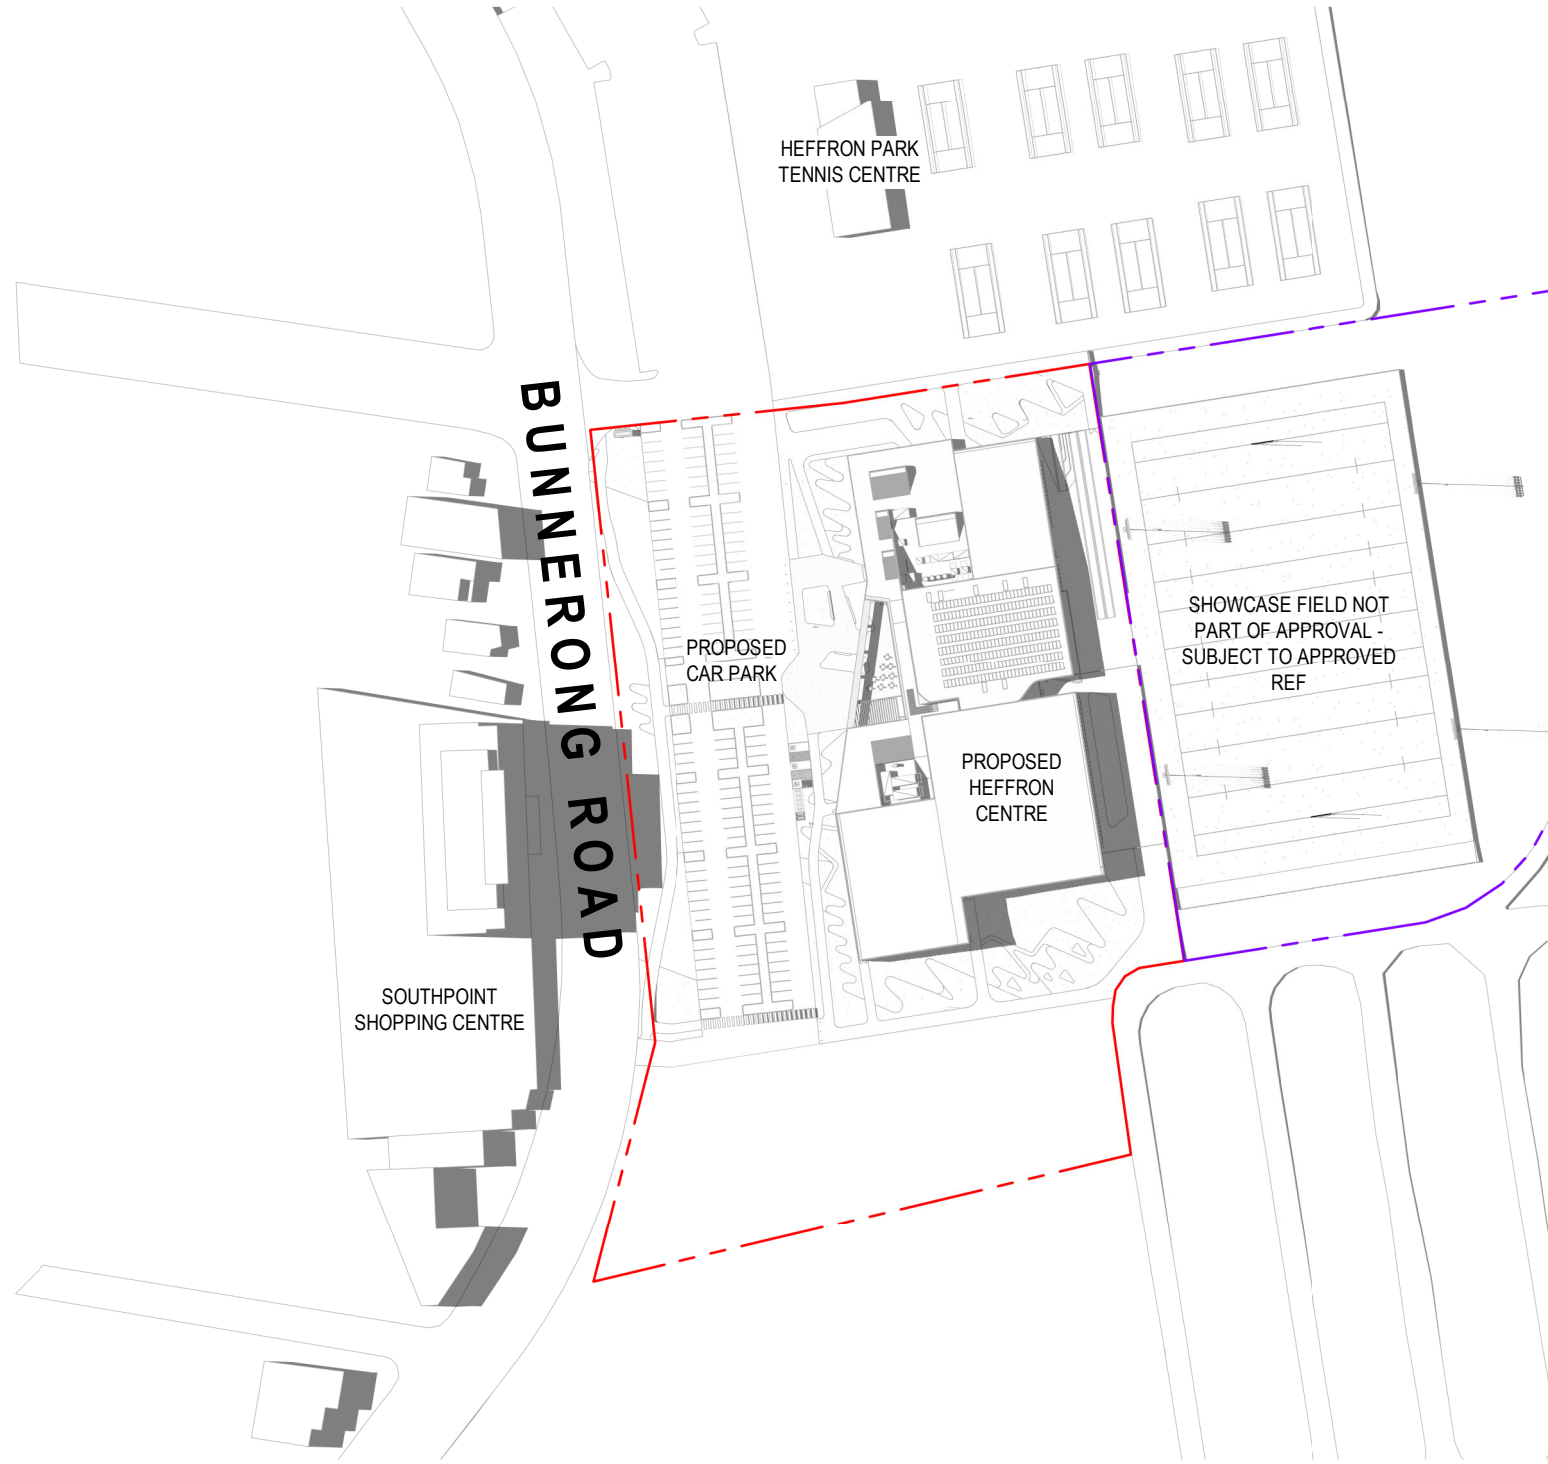 HEFFRON PARK
TENNIS CENTRE
BUNNERONG ROAD
SHOWCASE FIELD NOT
PART OF APPROVAL -
SUBJECT TO APPROVED
REF
PROPOSED
CAR PARK
PROPOSED
HEFFRON
CENTRE
SOUTHPOINT
SHOPPING CENTRE